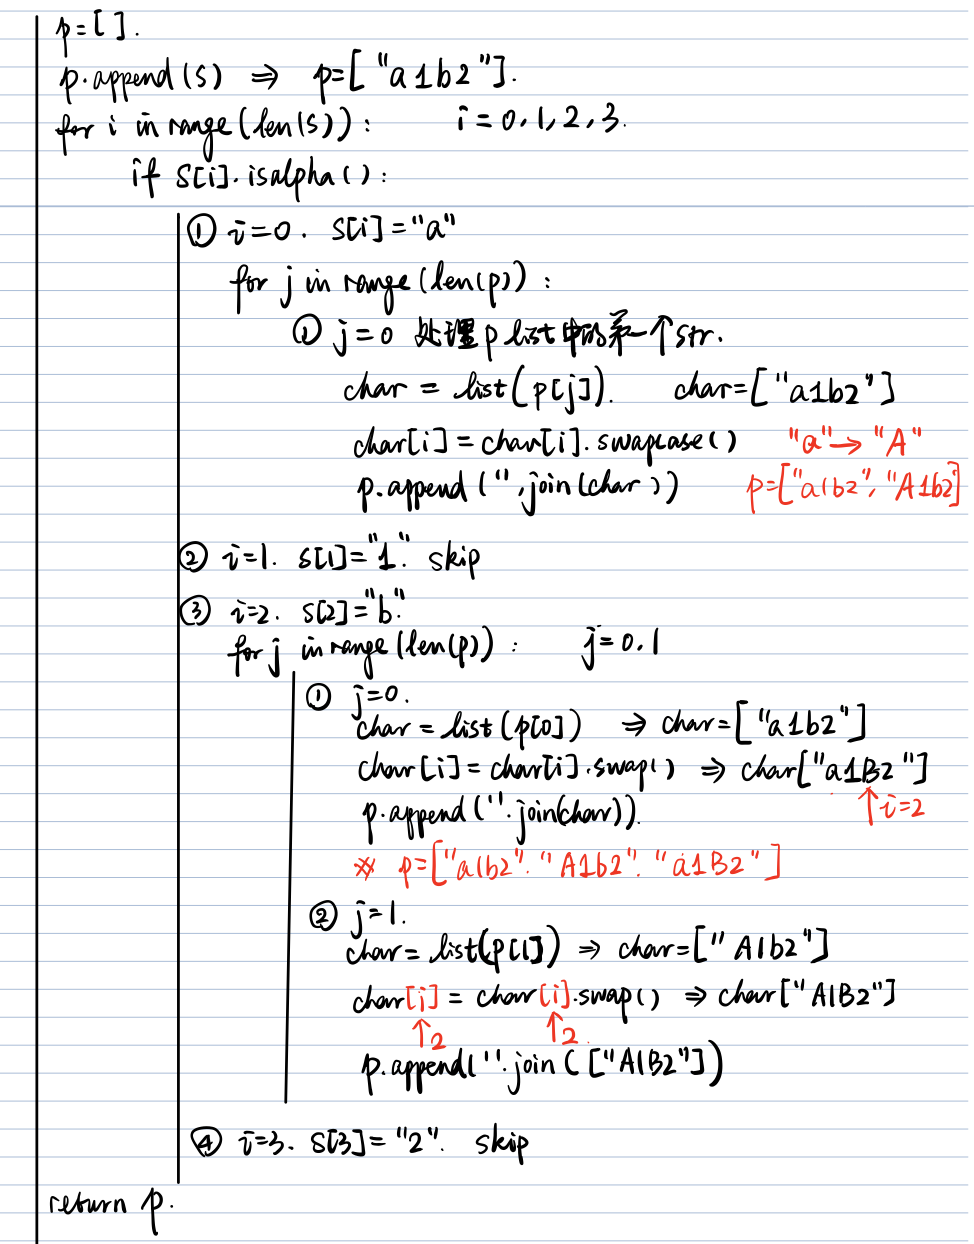 p=[].
p.append(s) ⇒ p=["a1b2"].
for i in range(len(s)): i=0,1,2,3.
if s[i].isalpha():
① i=0. s[i]="a"
for j in range(len(p)):
① j=0 处理p list中的第一个str.
char = list(p[j]). char=["a1b2"]
char[i]=char[i].swapcase() "a"→"A"
p.append(''.join(char)) p=["a1b2","A1b2]
② i=1. s[1]="1". skip
③ i=2. s[2]="b".
for j in range(len(p)): j=0,1
① j=0.
char=list(p[0]) ⇒ char=["a1b2"]
char[i]=char[i].swap() ⇒ char["a1B2"]
p.append(''.join(char)). ↑i=2
※ p=["a1b2"."A1b2"."a1B2"]
② j=1.
char=list(p[1]) ⇒ char=["A1b2"]
char[i]=char[i].swap() ⇒ char["A1B2"]
↑2 ↑2
p.append(''.join(["A1B2"])
④ i=3. s[3]="2". skip
return p.